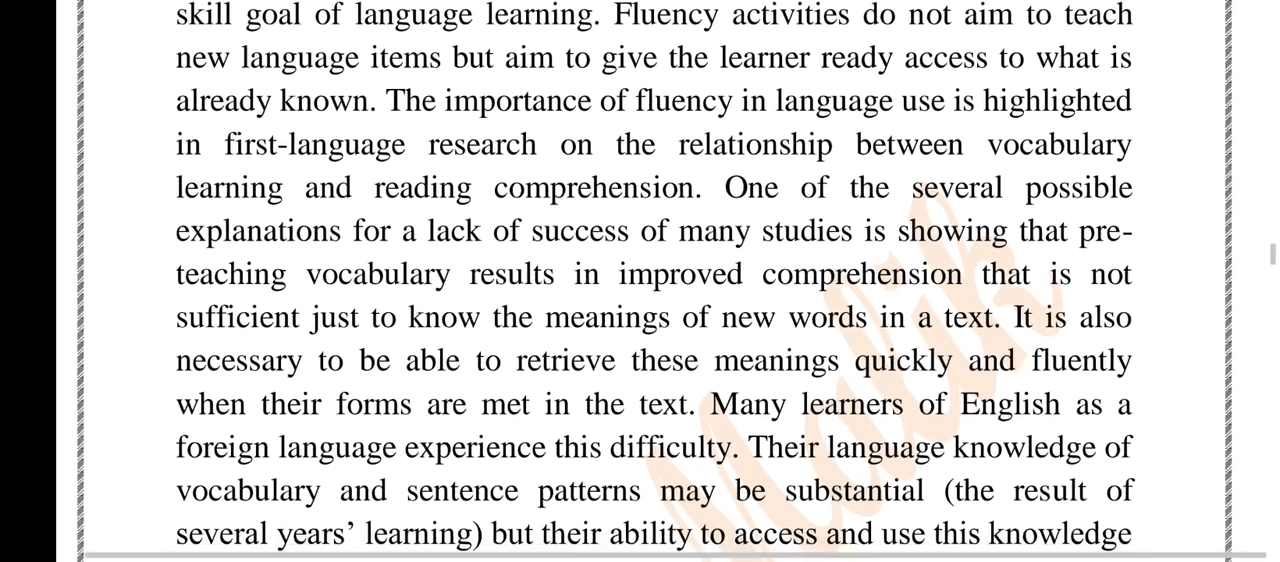 skill goal of language learning. Fluency activities do not aim to teach
new language items but aim to give the learner ready access to what is
already known. The importance of fluency in language use is highlighted
in first-language research on the relationship between vocabulary
learning and reading comprehension. One of the several possible
explanations for a lack of success of many studies is showing that pre-
teaching vocabulary results in improved comprehension that is not
sufficient just to know the meanings of new words in a text. It is also
necessary to be able to retrieve these meanings quickly and fluently
when their forms are met in the text. Many learners of English as a
foreign language experience this difficulty. Their language knowledge of
vocabulary and sentence patterns may be substantial (the result of
several years’ learning) but their ability to access and use this knowledge
Malik